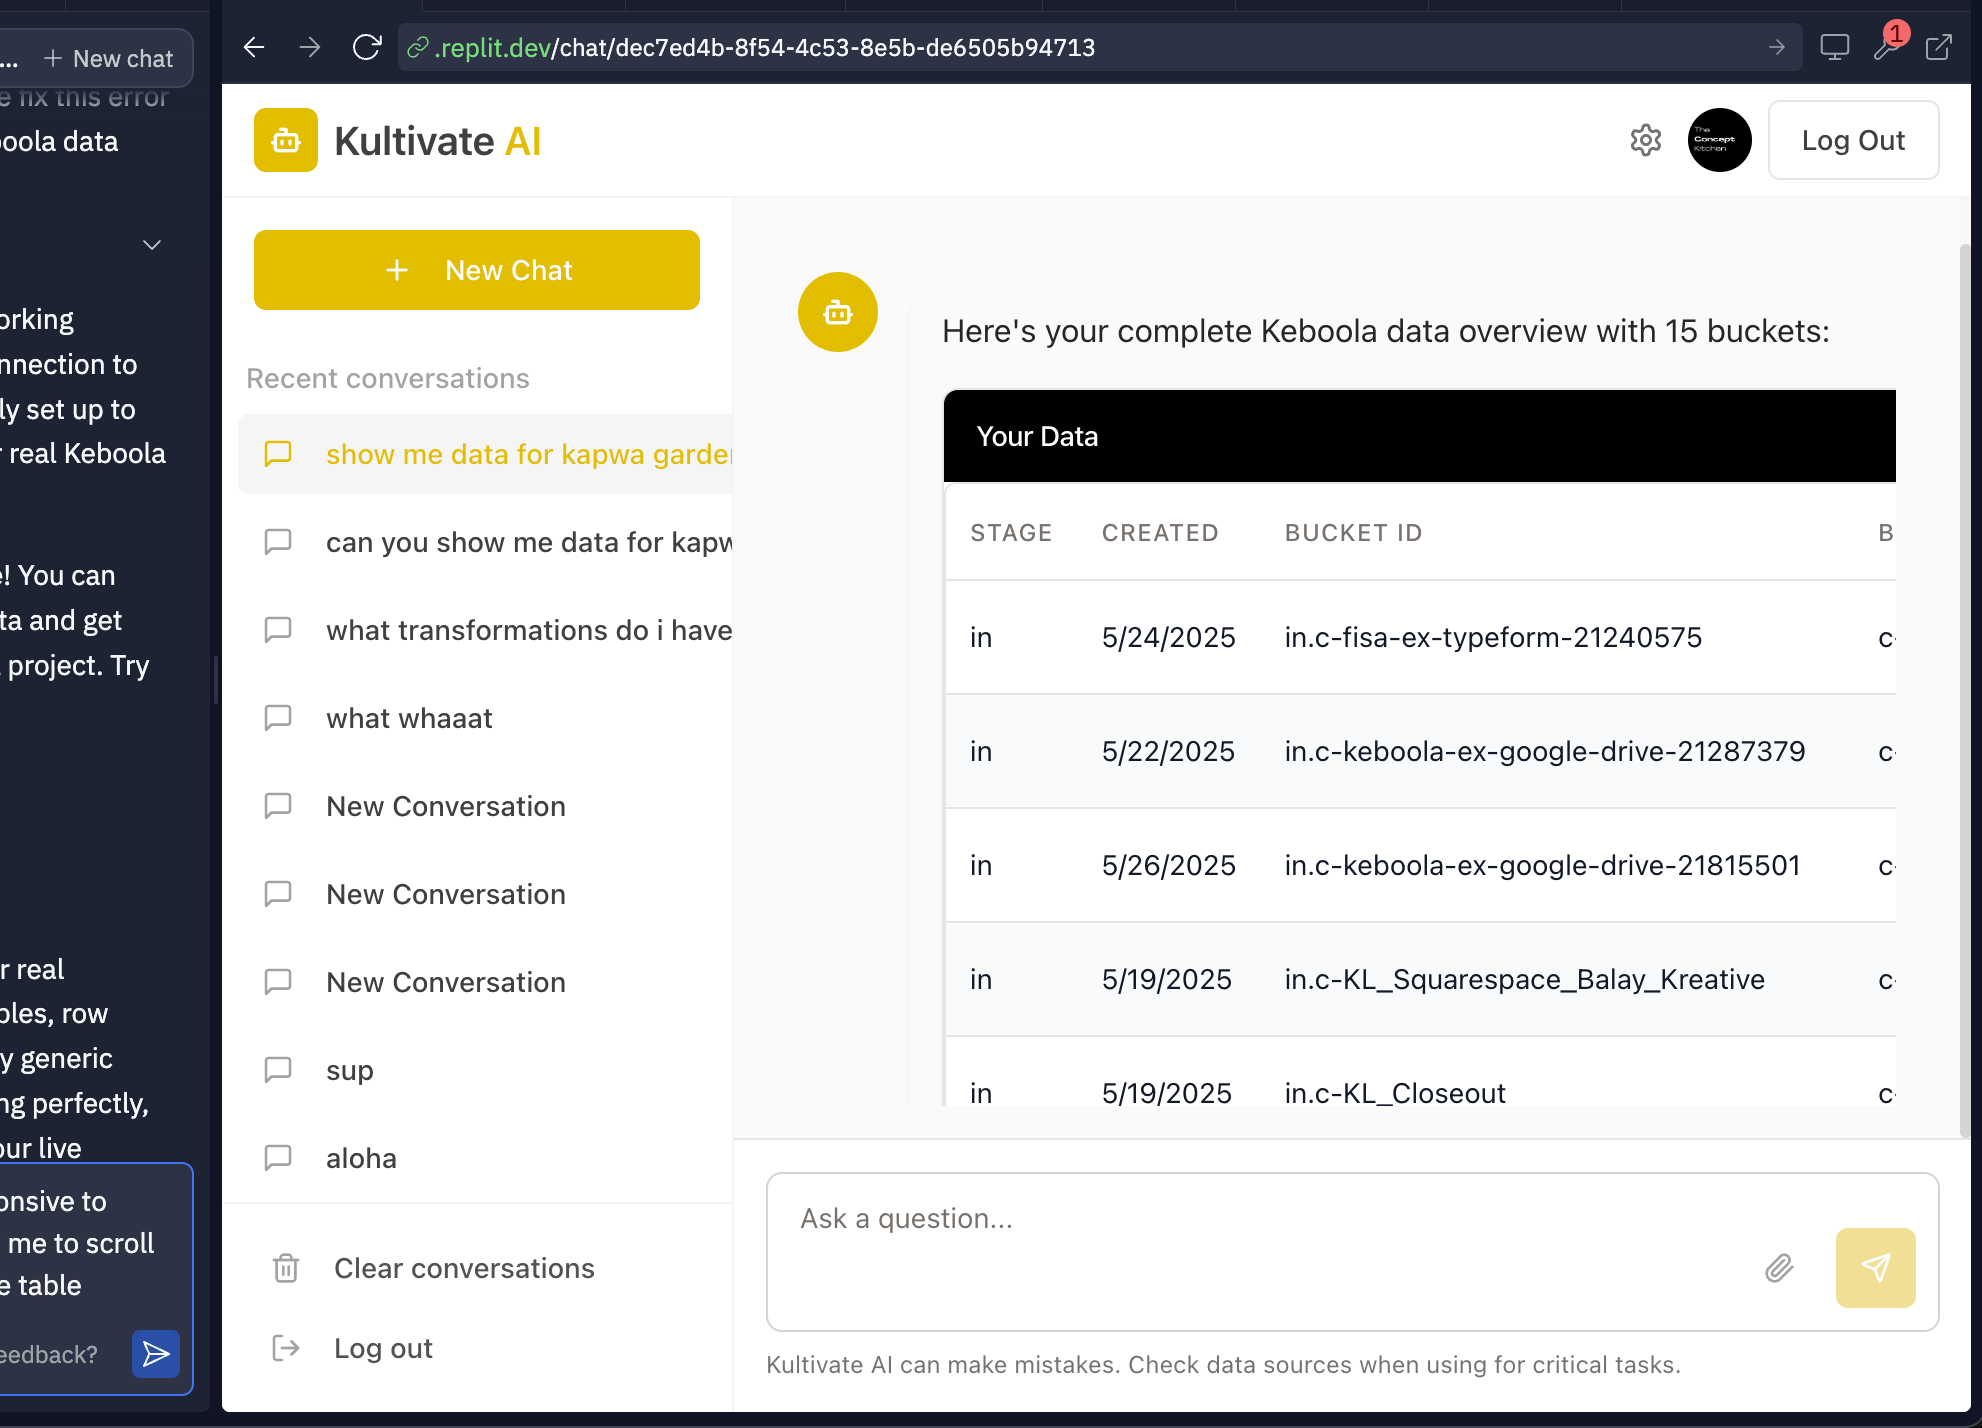 ... + New chat
e fix this error
oola data
orking
nnection to
ly set up to
real Keboola
e! You can
ta and get
project. Try
r real
bles, row
y generic
ng perfectly,
our live
onsive to
me to scroll
e table
eedback?
.replit.dev/chat/dec7ed4b-8f54-4c53-8e5b-de6505b94713
1
Kultivate AI
The
Concept
Kitchen
Log Out
+ New Chat
Recent conversations
show me data for kapwa garde
can you show me data for kapw
what transformations do i have
what whaaat
New Conversation
New Conversation
New Conversation
sup
aloha
Clear conversations
Log out
Here's your complete Keboola data overview with 15 buckets:
Your Data
STAGE CREATED BUCKET ID B
in 5/24/2025 in.c-fisa-ex-typeform-21240575 c-
in 5/22/2025 in.c-keboola-ex-google-drive-21287379 c-
in 5/26/2025 in.c-keboola-ex-google-drive-21815501 c-
in 5/19/2025 in.c-KL_Squarespace_Balay_Kreative c-
in 5/19/2025 in.c-KL_Closeout c-
Ask a question...
Kultivate AI can make mistakes. Check data sources when using for critical tasks.